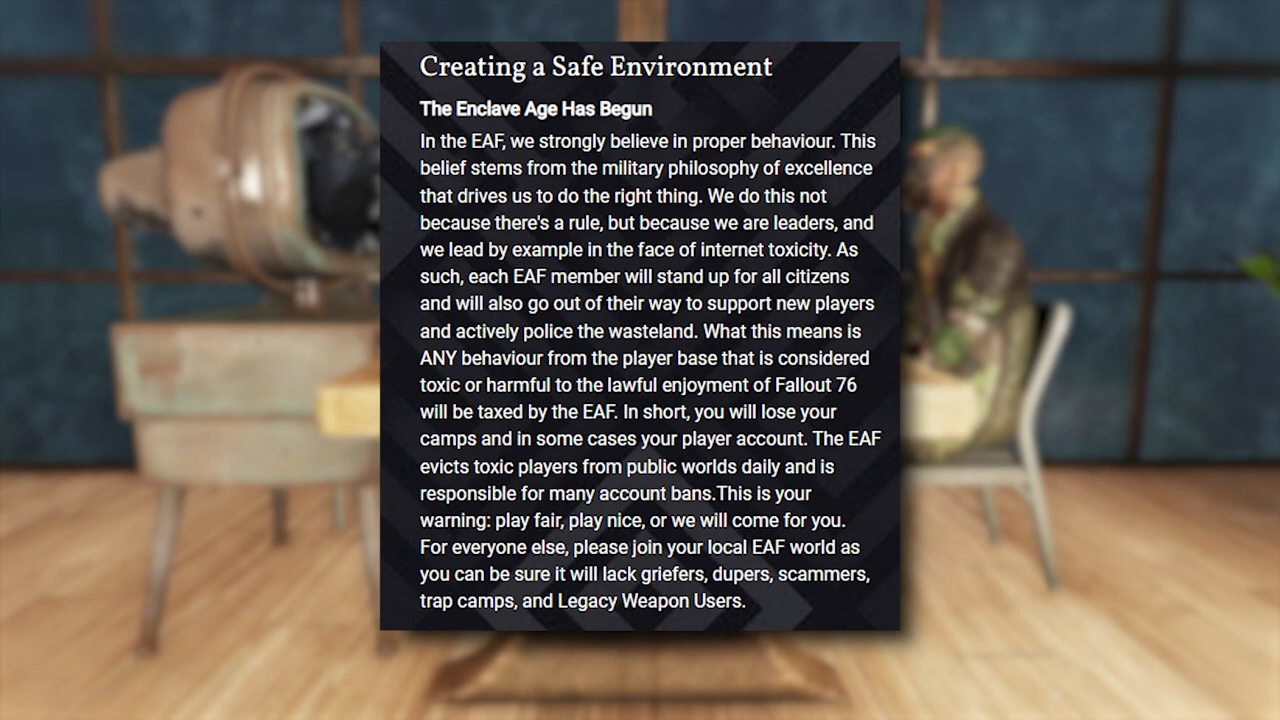 Creating a Safe Environment
The Enclave Age Has Begun
In the EAF, we strongly believe in proper behaviour. This
belief stems from the military philosophy of excellence
that drives us to do the right thing. We do this not
because there's a rule, but because we are leaders, and
we lead by example in the face of internet toxicity. As
such, each EAF member will stand up for all citizens
and will also go out of their way to support new players
and actively police the wasteland. What this means is
ANY behaviour from the player base that is considered
toxic or harmful to the lawful enjoyment of Fallout 76
will be taxed by the EAF. In short, you will lose your
camps and in some cases your player account. The EAF
evicts toxic players from public worlds daily and is
responsible for many account bans.This is your
warning: play fair, play nice, or we will come for you.
For everyone else, please join your local EAF world as
you can be sure it will lack griefers, dupers, scammers,
trap camps, and Legacy Weapon Users.